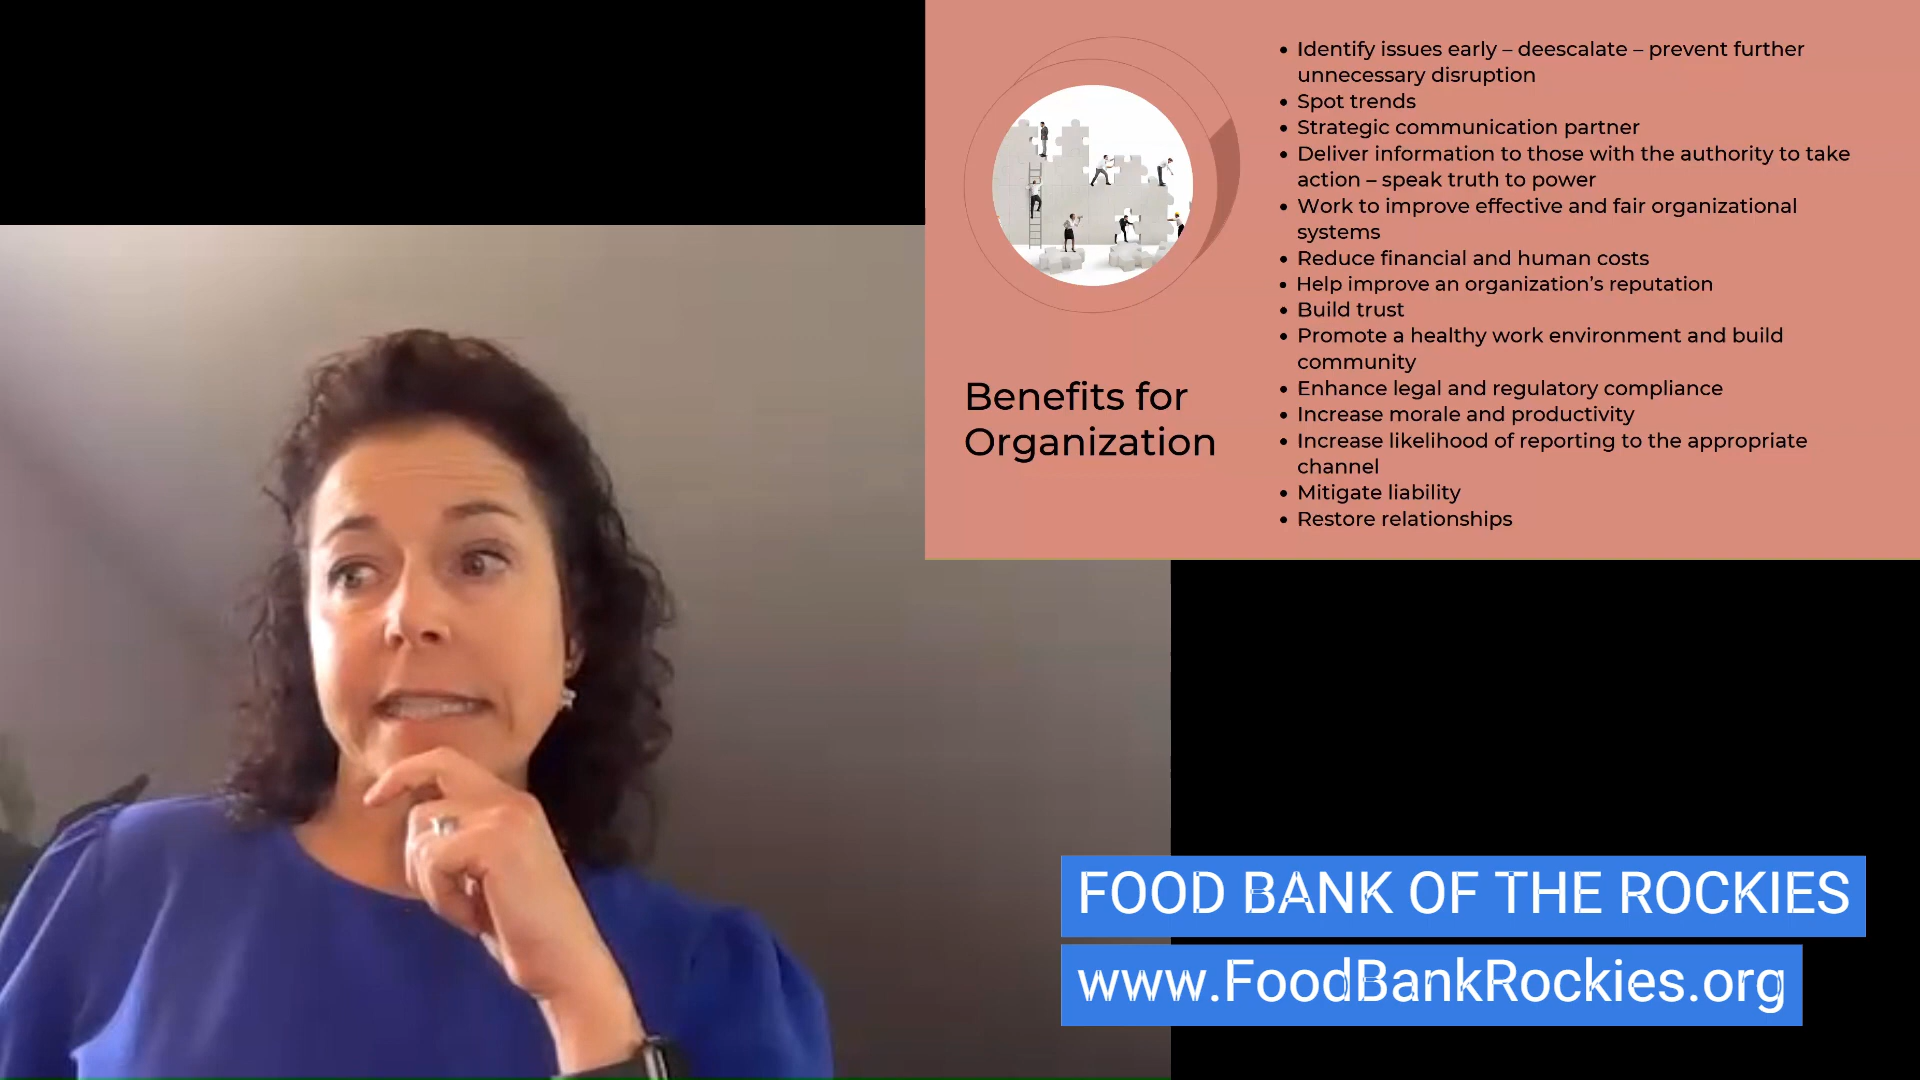 Benefits for
Organization
• Identify issues early – deescalate – prevent further
unnecessary disruption
• Spot trends
• Strategic communication partner
• Deliver information to those with the authority to take
action – speak truth to power
• Work to improve effective and fair organizational
systems
• Reduce financial and human costs
• Help improve an organization’s reputation
• Build trust
• Promote a healthy work environment and build
community
• Enhance legal and regulatory compliance
• Increase morale and productivity
• Increase likelihood of reporting to the appropriate
channel
• Mitigate liability
• Restore relationships
FOOD BANK OF THE ROCKIES
www.FoodBankRockies.org